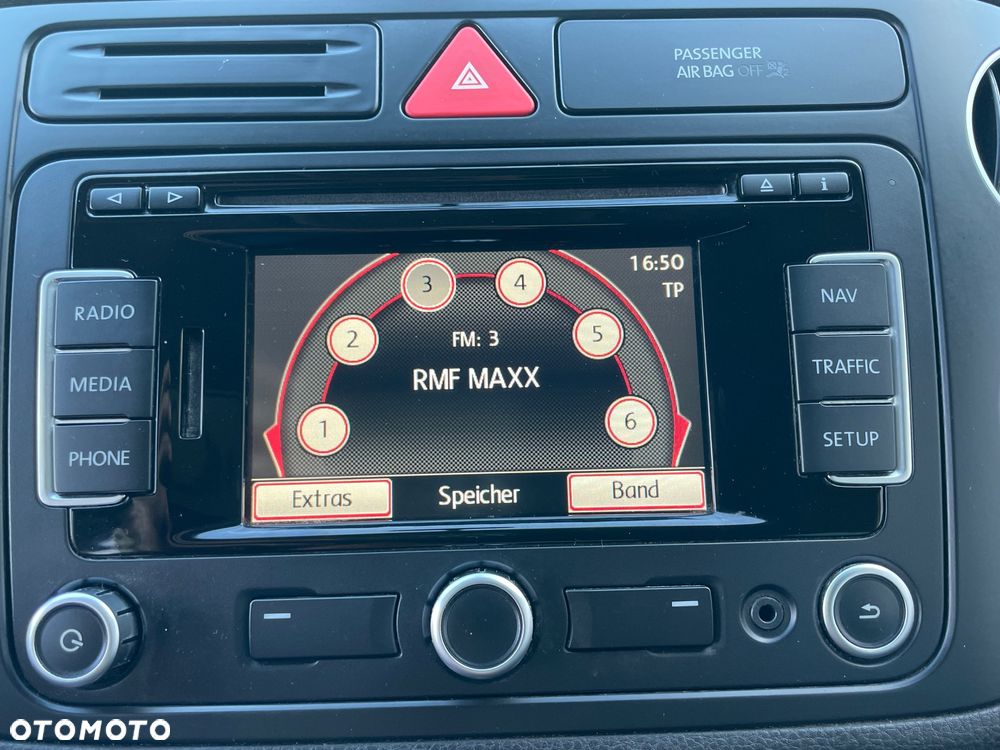 PASSENGER
AIR BAG OFF
i
RADIO
MEDIA
PHONE
NAV
TRAFFIC
SETUP
16:50
TP
1
2
3
4
5
6
FM: 3
RMF MAXX
Extras
Speicher
Band
OTOMOTO